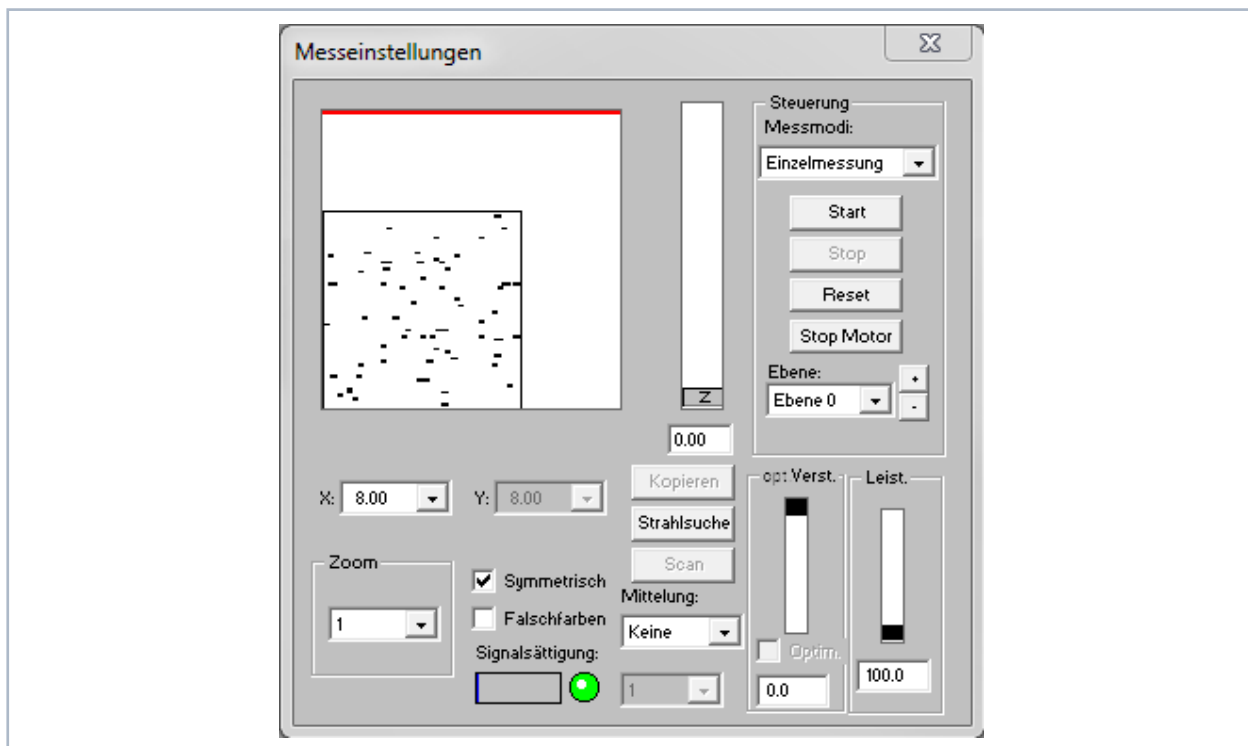 Messeinstellungen
Steuerung
Messmodi:
Einzelmessung
Start
Stop
Reset
Stop Motor
Ebene:
Ebene 0
+
-
Z
0.00
X: 8.00
Y: 8.00
Kopieren
Strahlsuche
Scan
Zoom
1
Symmetrisch
Falschfarben
Signalsättigung:
Mittelung:
Keine
1
opt Verst.
Optim.
0.0
Leist.
100.0